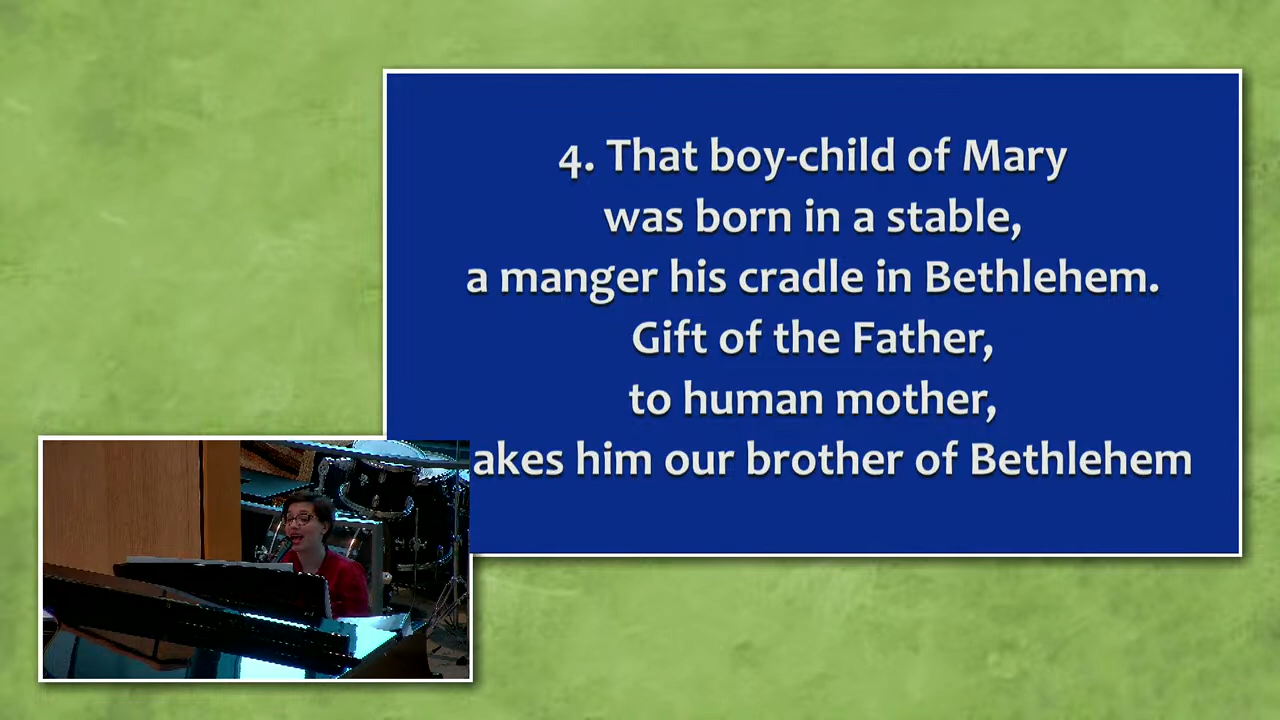 4. That boy-child of Mary
was born in a stable,
a manger his cradle in Bethlehem.
Gift of the Father,
to human mother,
akes him our brother of Bethlehem